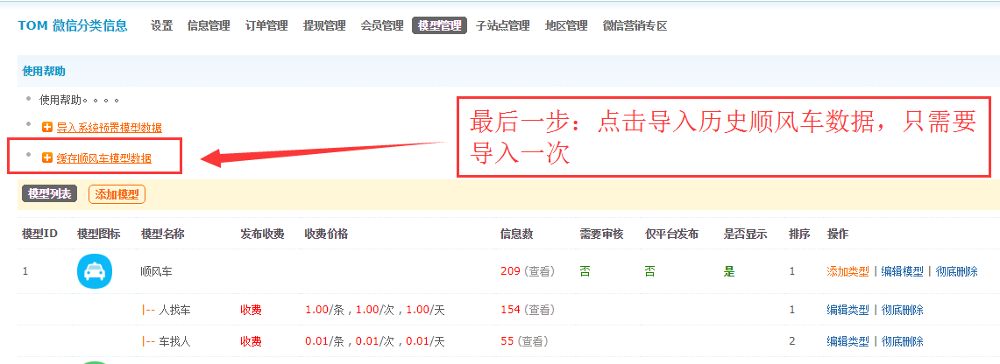 TOM 微信分类信息 设置 信息管理 订单管理 提现管理 会员管理 模型管理 子站点管理 地区管理 微信营销专区
使用帮助
使用帮助。。。。
导入系统预置模型数据
缓存顺风车模型数据
最后一步：点击导入历史顺风车数据，只需要
导入一次
模型列表 添加模型
模型ID 模型图标 模型名称 发布收费 收费价格 信息数 需要审核 仅平台发布 是否显示 排序 操作
1 顺风车 209 (查看) 否 否 是 1 添加类型 | 编辑模型 | 彻底删除
|-- 人找车 收费 1.00/条 , 1.00/次 , 1.00/天 154 (查看) 1 编辑类型 | 彻底删除
|-- 车找人 收费 0.01/条 , 0.01/次 , 0.01/天 55 (查看) 2 编辑类型 | 彻底删除